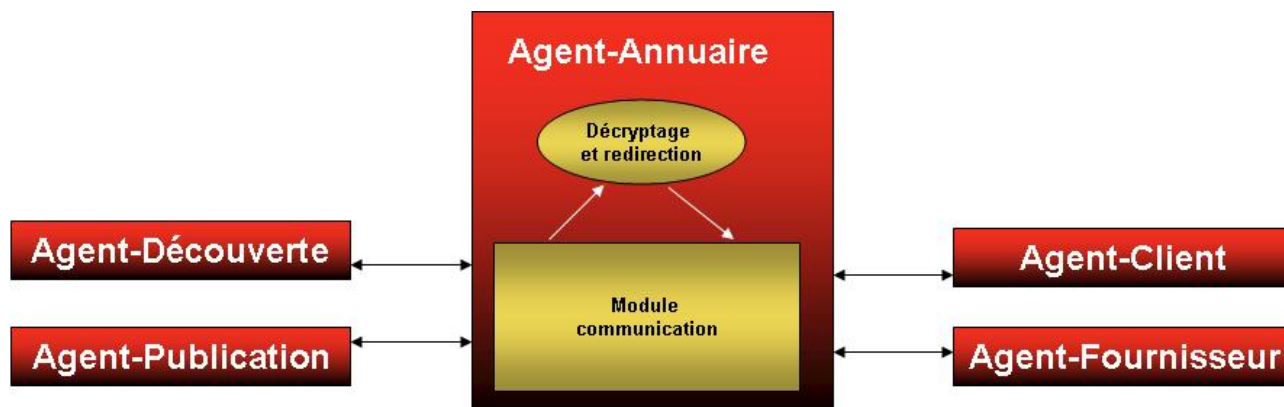 Agent-Annuaire
Décryptage
et redirection
Agent-Découverte
Agent-Client
Module
communication
Agent-Publication
Agent-Fournisseur